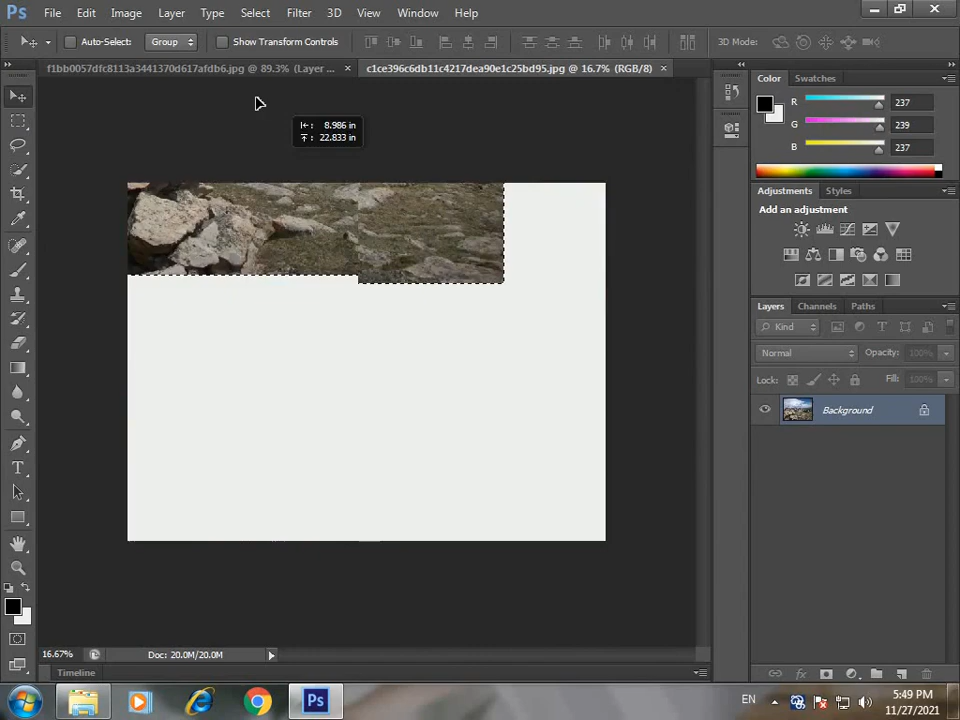 Ps File Edit Image Layer Type Select Filter 3D View Window Help
Auto-Select: Group Show Transform Controls 3D Mode:
f1bb0057dfc8113a3441370d617afdb6.jpg @ 89.3% (Layer ... × c1ce396c6db11c4217dea90e1c25bd95.jpg @ 16.7% (RGB/8) ×
Color Swatches
R 237
G 239
B 237
8.986 in
22.833 in
Adjustments Styles
Add an adjustment
Layers Channels Paths
Kind
Normal Opacity: 100%
Lock: Fill: 100%
Background
16.67% Doc: 20.0M/20.0M
Timeline
Ps EN 5:49 PM
11/27/2021